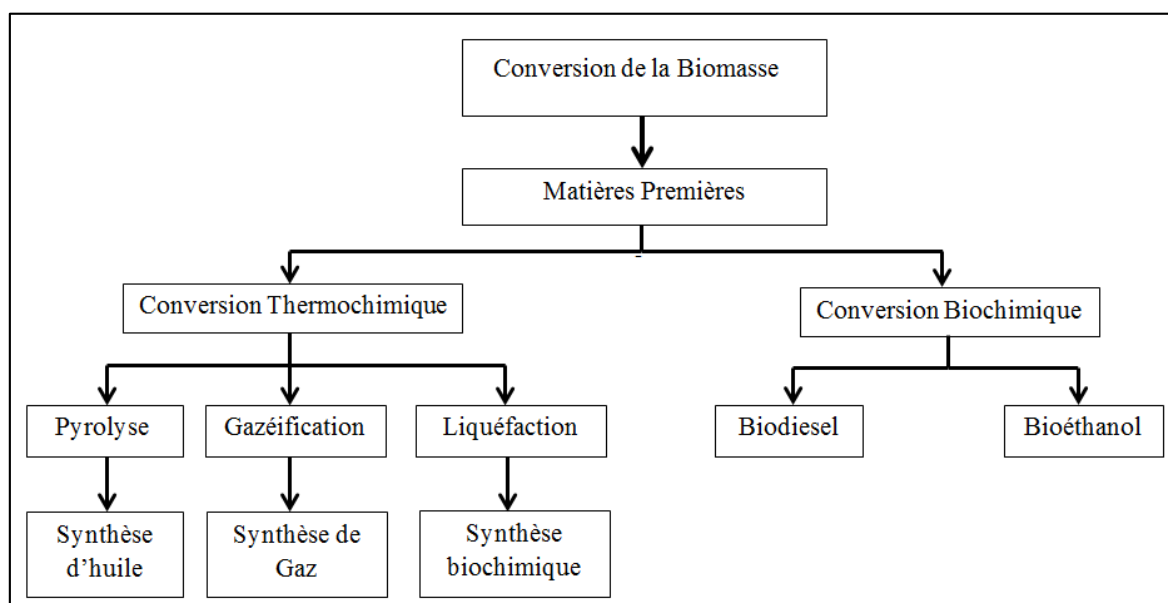 Conversion de la Biomasse
Matières Premières
Conversion Thermochimique
Conversion Biochimique
Pyrolyse
Gazéification
Liquéfaction
Biodiesel
Bioéthanol
Synthèse
d’huile
Synthèse de
Gaz
Synthèse
biochimique